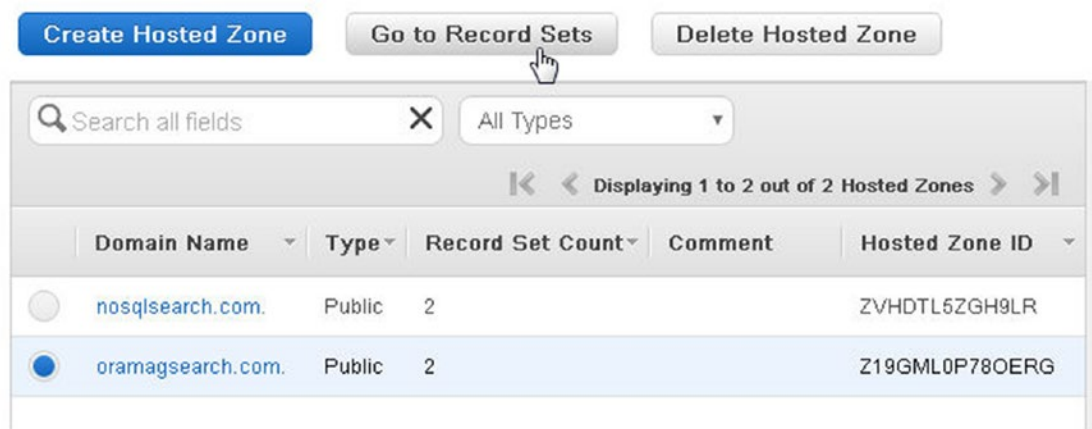 Create Hosted Zone Go to Record Sets Delete Hosted Zone
Search all fields All Types
Displaying 1 to 2 out of 2 Hosted Zones
Domain Name Type Record Set Count Comment Hosted Zone ID
nosqlsearch.com. Public 2 ZVHDTL5ZGH9LR
oramagsearch.com. Public 2 Z19GML0P78OERG